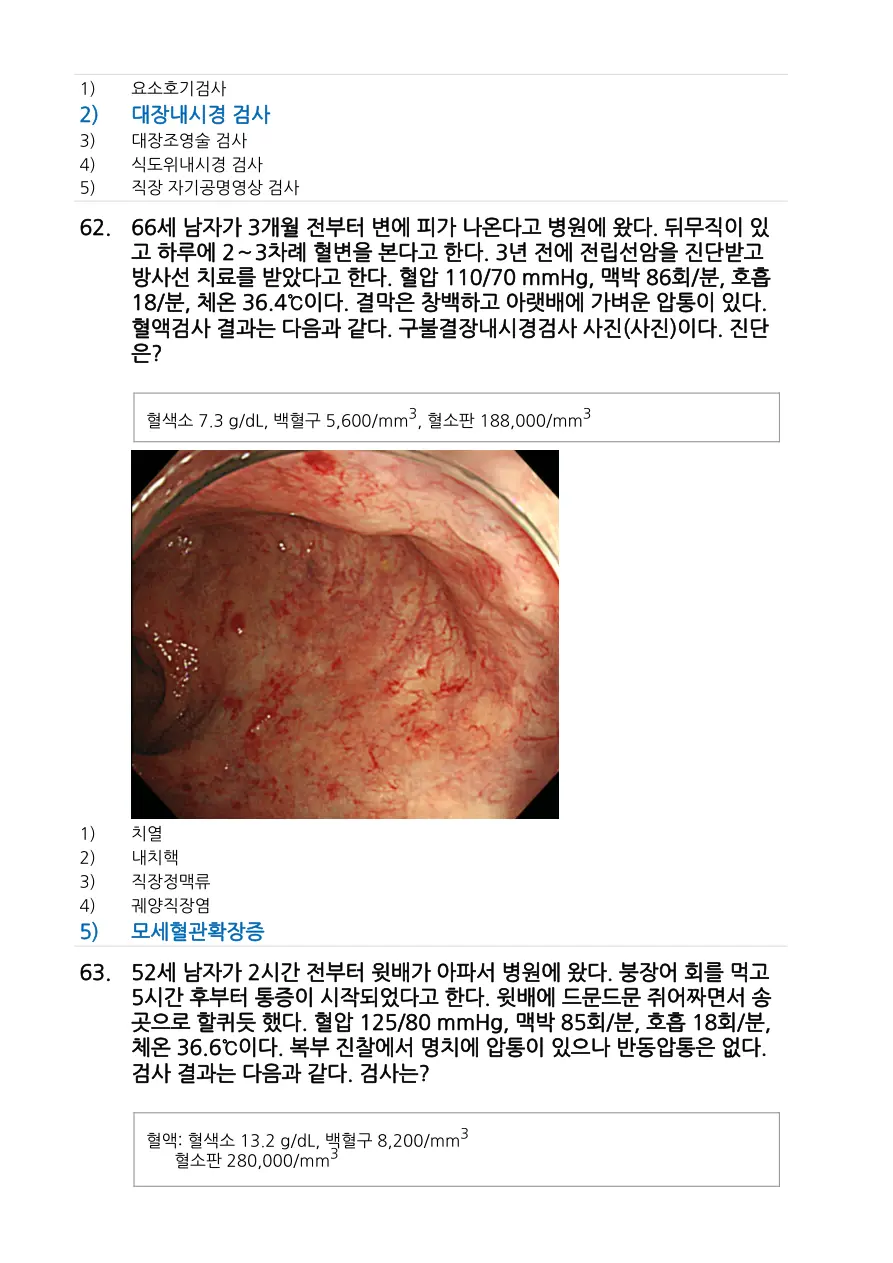 1) 요소호기검사
2) 대장내시경 검사
3) 대장조영술 검사
4) 식도위내시경 검사
5) 직장 자기공명영상 검사
62. 66세 남자가 3개월 전부터 변에 피가 나온다고 병원에 왔다. 뒤무직이 있
고 하루에 2~3차례 혈변을 본다고 한다. 3년 전에 전립선암을 진단받고
방사선 치료를 받았다고 한다. 혈압 110/70 mmHg, 맥박 86회/분, 호흡
18/분, 체온 36.4℃이다. 결막은 창백하고 아랫배에 가벼운 압통이 있다.
혈액검사 결과는 다음과 같다. 구불결장내시경검사 사진(사진)이다. 진단
은?
혈색소 7.3 g/dL, 백혈구 5,600/mm³, 혈소판 188,000/mm³
1) 치열
2) 내치핵
3) 직장정맥류
4) 궤양직장염
5) 모세혈관확장증
63. 52세 남자가 2시간 전부터 윗배가 아파서 병원에 왔다. 붕장어 회를 먹고
5시간 후부터 통증이 시작되었다고 한다. 윗배에 드문드문 쥐어짜면서 송
곳으로 할퀴듯 했다. 혈압 125/80 mmHg, 맥박 85회/분, 호흡 18회/분,
체온 36.6℃이다. 복부 진찰에서 명치에 압통이 있으나 반동압통은 없다.
검사 결과는 다음과 같다. 검사는?
혈액: 혈색소 13.2 g/dL, 백혈구 8,200/mm³
혈소판 280,000/mm³